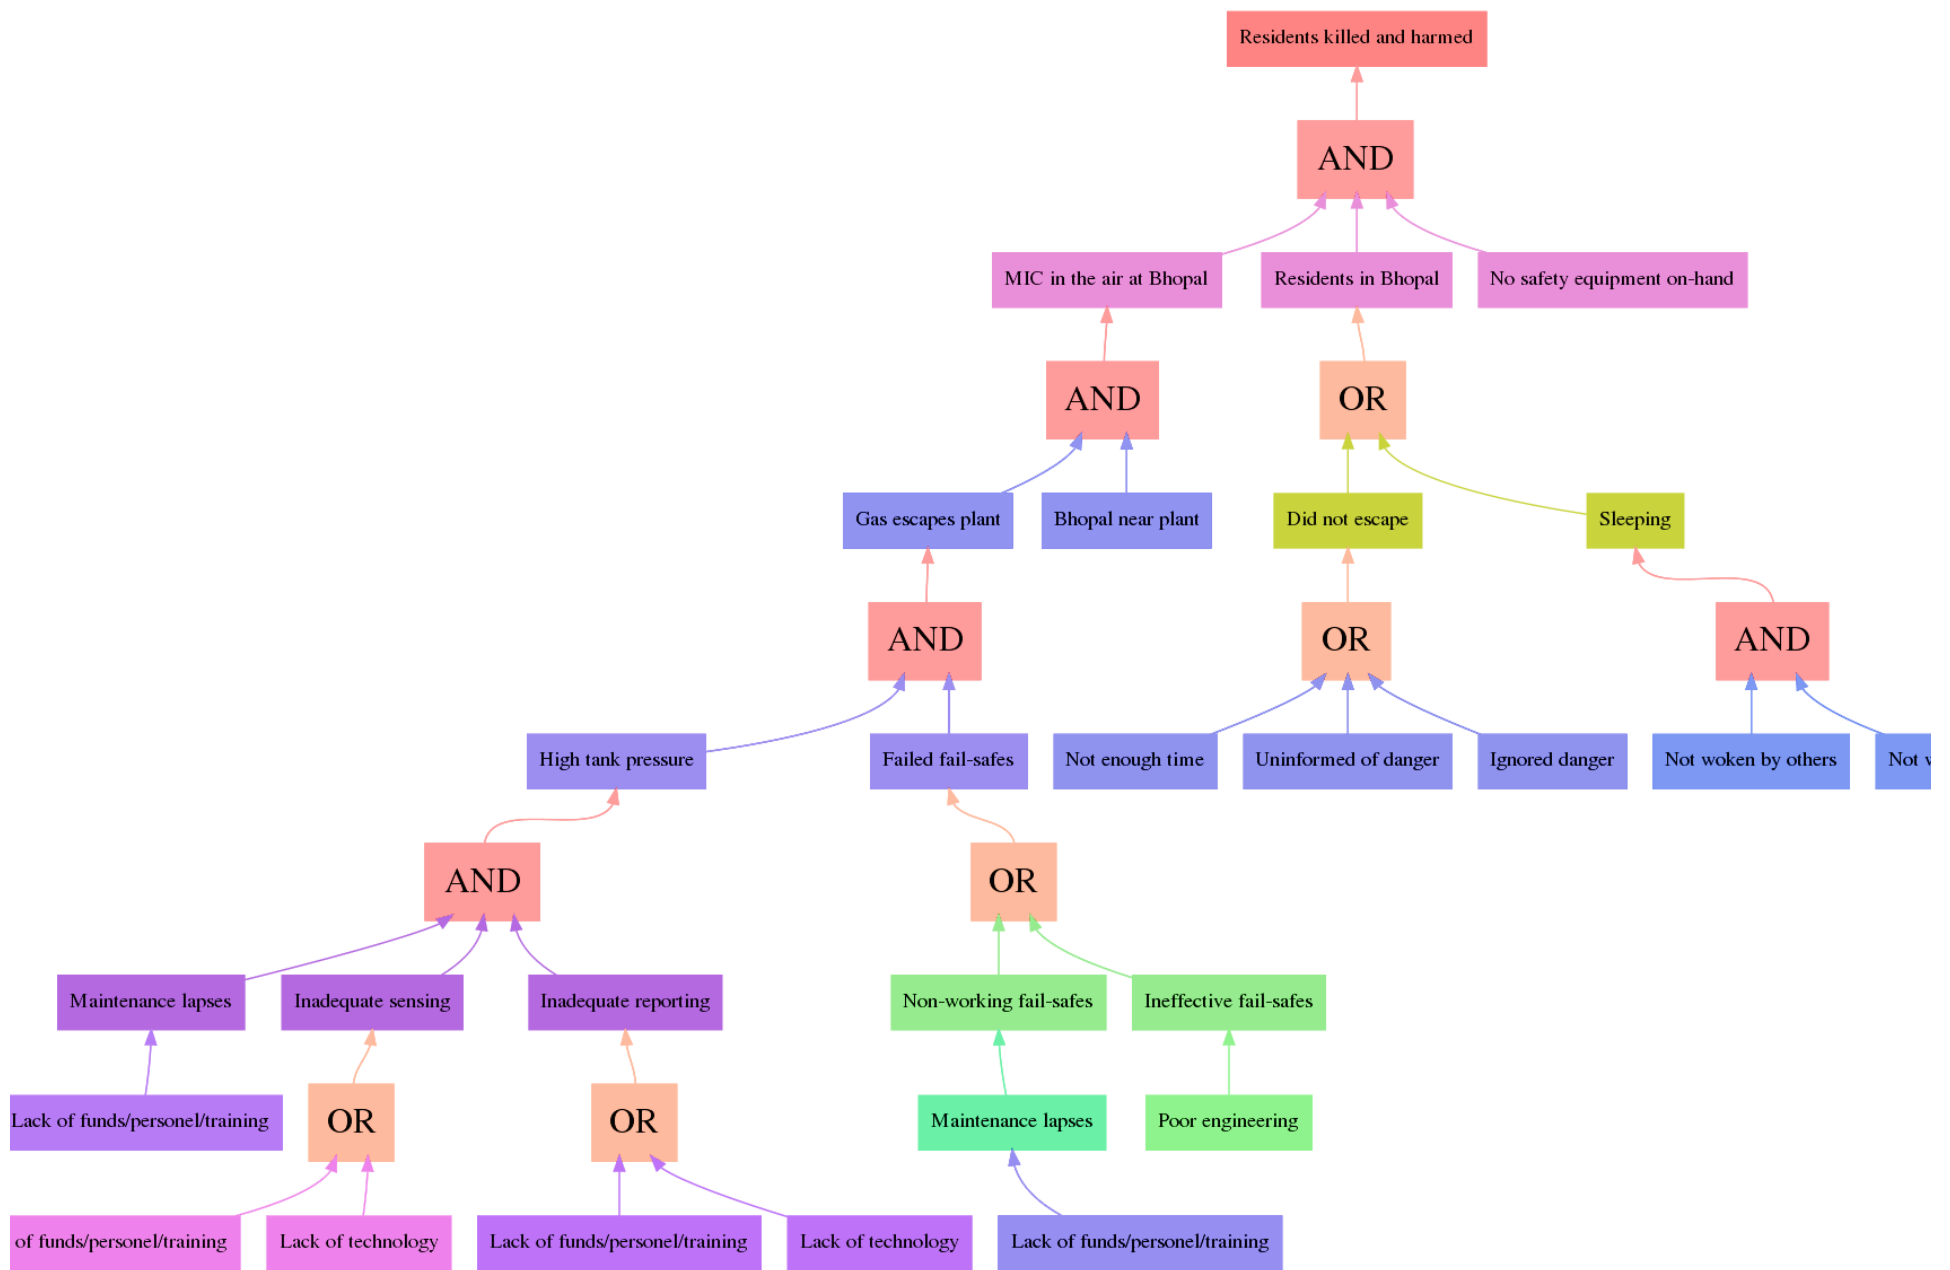 Residents killed and harmed
AND
MIC in the air at Bhopal
Residents in Bhopal
No safety equipment on-hand
AND
OR
Gas escapes plant
Bhopal near plant
Did not escape
Sleeping
AND
OR
AND
High tank pressure
Failed fail-safes
Not enough time
Uninformed of danger
Ignored danger
Not woken by others
Not
AND
OR
Maintenance lapses
Inadequate sensing
Inadequate reporting
Non-working fail-safes
Ineffective fail-safes
Lack of funds/personel/training
OR
OR
Maintenance lapses
Poor engineering
of funds/personel/training
Lack of technology
Lack of funds/personel/training
Lack of technology
Lack of funds/personel/training